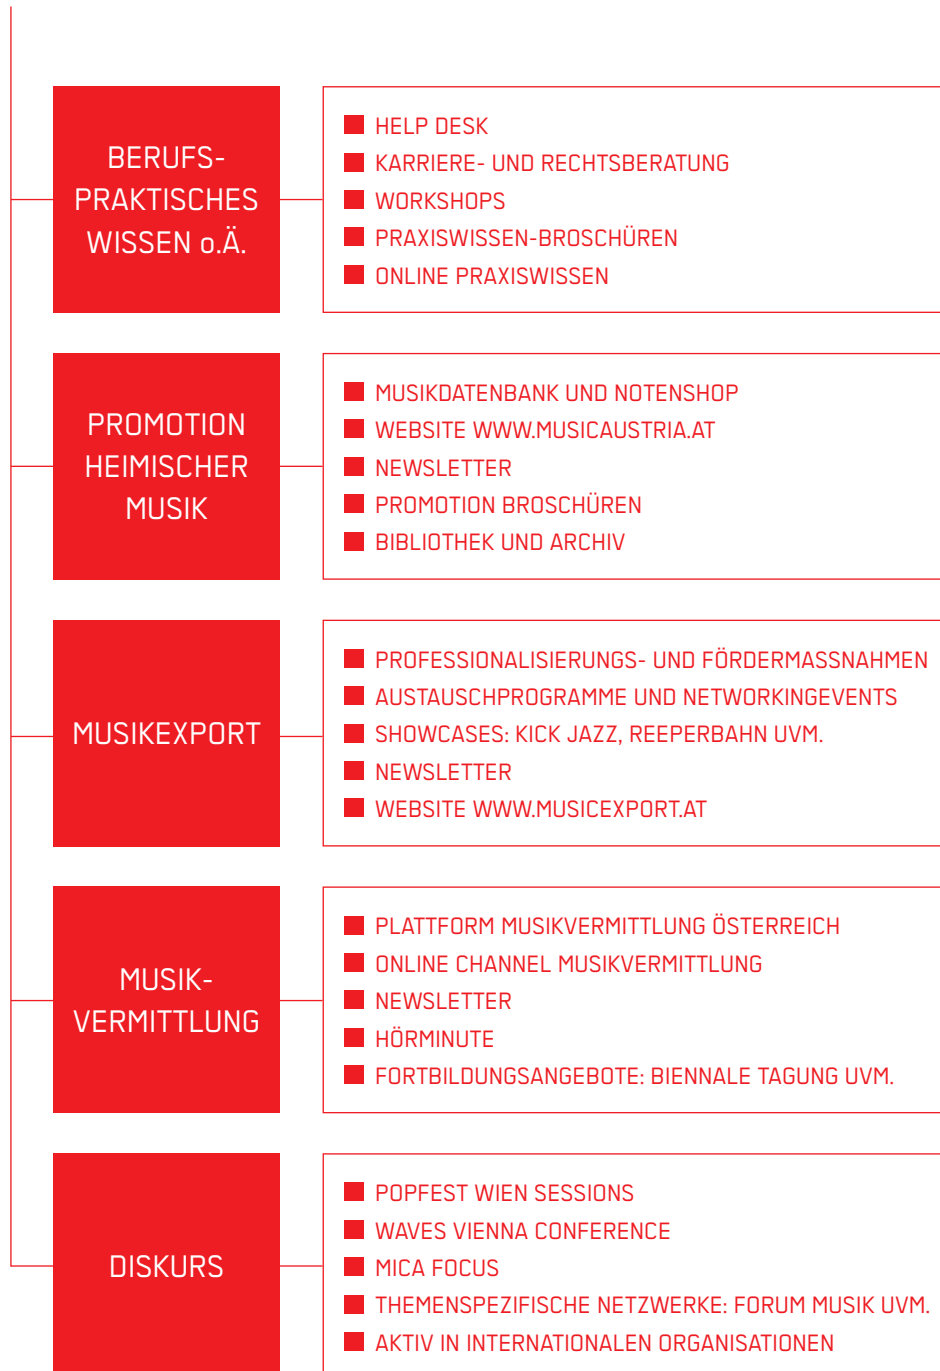 BERUFS-
PRAKTISCHES
WISSEN o.Ä.
HELP DESK
KARRIERE- UND RECHTSBERATUNG
WORKSHOPS
PRAXISWISSEN-BROSCHÜREN
ONLINE PRAXISWISSEN
PROMOTION
HEIMISCHER
MUSIK
MUSIKDATENBANK UND NOTENSHOP
WEBSITE WWW.MUSICAUSTRIA.AT
NEWSLETTER
PROMOTION BROSCHÜREN
BIBLIOTHEK UND ARCHIV
MUSIKEXPORT
PROFESSIONALISIERUNGS- UND FÖRDERMASSNAHMEN
AUSTAUSCHPROGRAMME UND NETWORKINGEVENTS
SHOWCASES: KICK JAZZ, REEPERBAHN UVM.
NEWSLETTER
WEBSITE WWW.MUSICEXPORT.AT
MUSIK-
VERMITTLUNG
PLATTFORM MUSIKVERMITTLUNG ÖSTERREICH
ONLINE CHANNEL MUSIKVERMITTLUNG
NEWSLETTER
HÖRMINUTE
FORTBILDUNGSANGEBOTE: BIENNALE TAGUNG UVM.
DISKURS
POPFEST WIEN SESSIONS
WAVES VIENNA CONFERENCE
MICA FOCUS
THEMENSPEZIFISCHE NETZWERKE: FORUM MUSIK UVM.
AKTIV IN INTERNATIONALEN ORGANISATIONEN